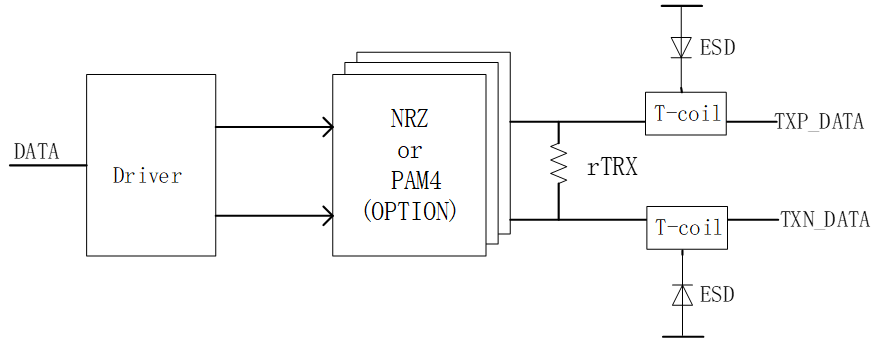 DATA
Driver
NRZ
or
PAM4
(OPTION)
rTRX
ESD
T-coil
TXP_DATA
T-coil
TXN_DATA
ESD